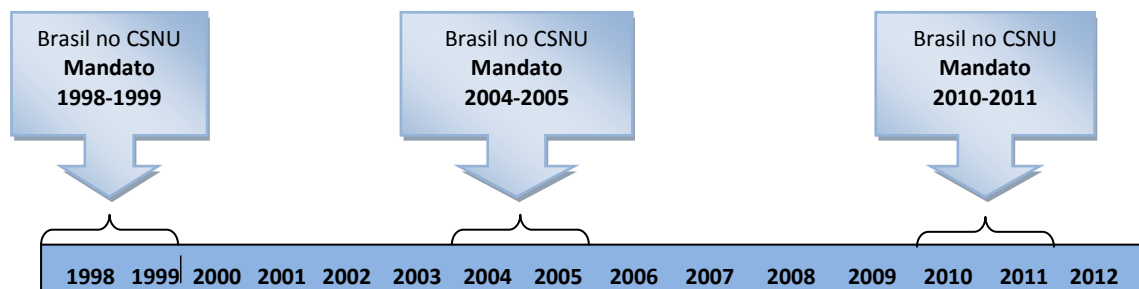 Brasil no CSNU
Mandato
1998-1999
Brasil no CSNU
Mandato
2004-2005
Brasil no CSNU
Mandato
2010-2011
1998 1999 2000 2001 2002 2003 2004 2005 2006 2007 2008 2009 2010 2011 2012